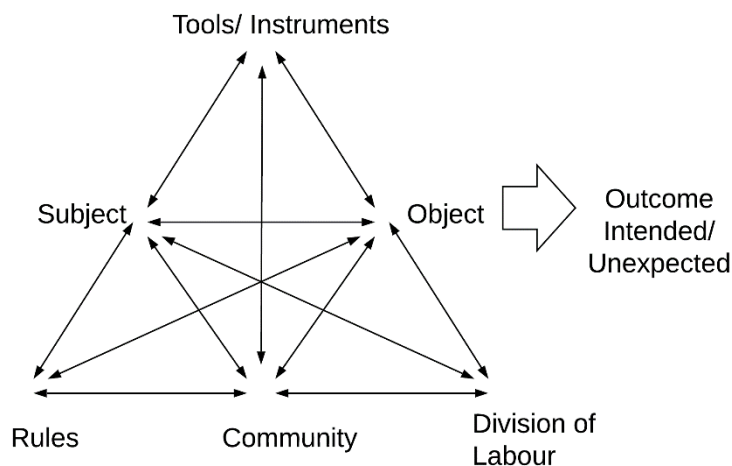 Tools/ Instruments
Subject
Object
Outcome
Intended/
Unexpected
Rules
Community
Division of
Labour